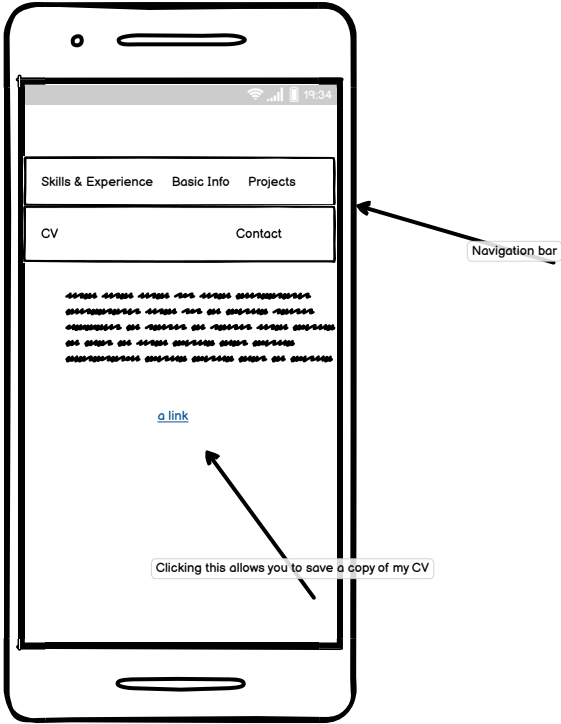 19:34
Skills & Experience Basic Info Projects
CV Contact
Navigation bar
a link
Clicking this allows you to save a copy of my CV